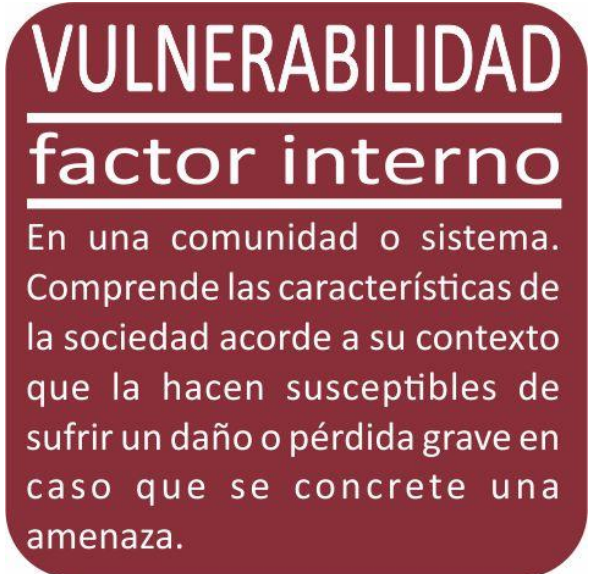 VULNERABILIDAD
factor interno
En una comunidad o sistema.
Comprende las características de
la sociedad acorde a su contexto
que la hacen susceptibles de
sufrir un daño o pérdida grave en
caso que se concrete una
amenaza.